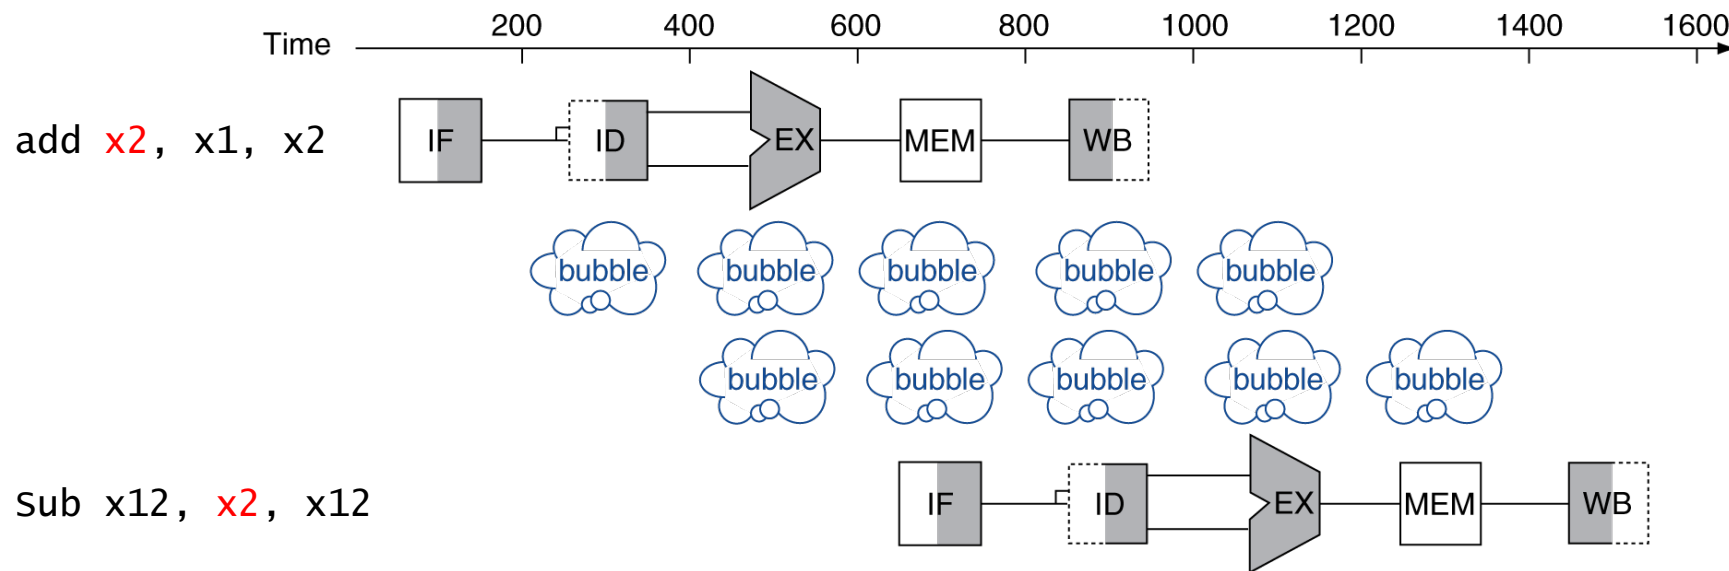 200 400 600 800 1000 1200 1400 1600
Time
add x2, x1, x2 IF ID EX MEM WB
bubble bubble bubble bubble bubble
bubble bubble bubble bubble bubble
Sub x12, x2, x12 IF ID EX MEM WB